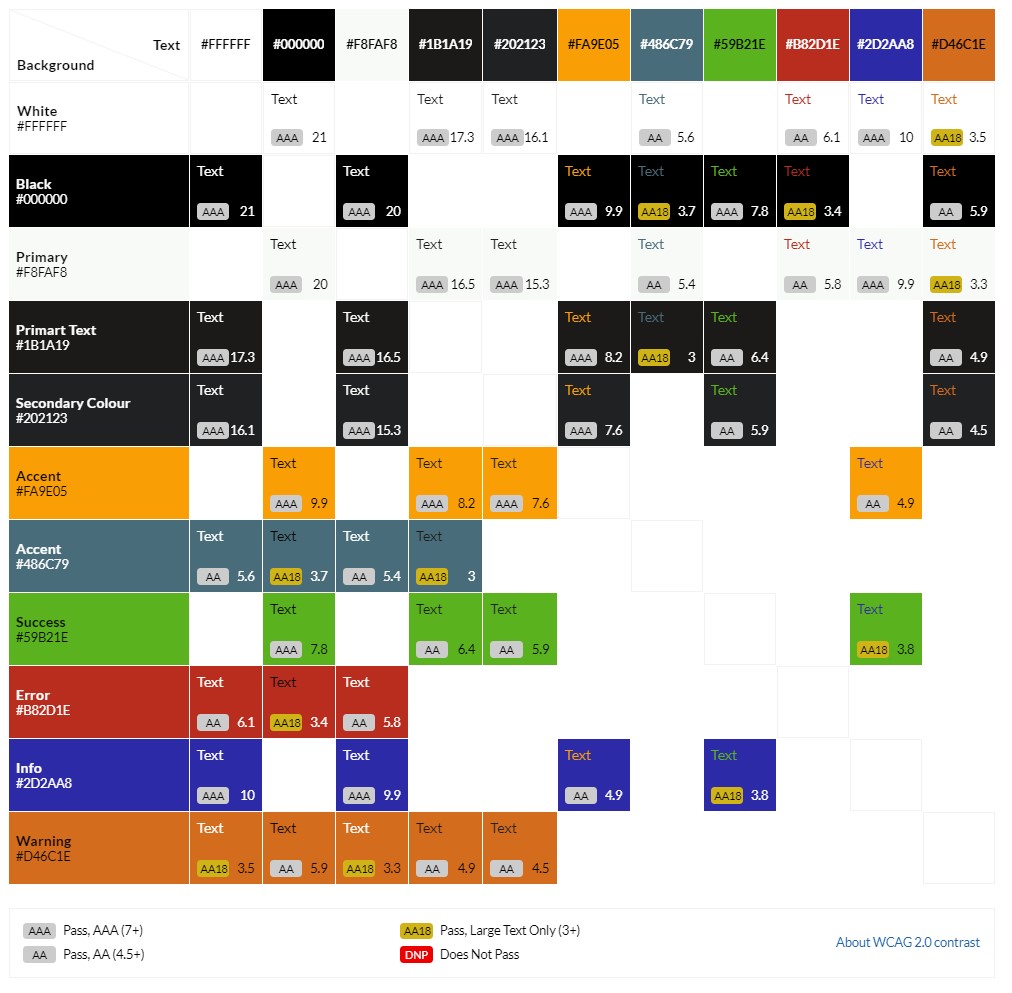 Text
Background
#FFFFFF #000000 #F8FAF8 #1B1A19 #202123 #FA9E05 #486C79 #59B21E #B82D1E #2D2AA8 #D46C1E
White
#FFFFFF
Text Text Text Text Text Text Text
AAA 21 AAA 17.3 AAA 16.1 AA 5.6 AA 6.1 AAA 10 AA18 3.5
Black
#000000
Text Text Text Text Text Text Text
AAA 21 AAA 20 AAA 9.9 AA18 3.7 AAA 7.8 AA18 3.4 AA 5.9
Primary
#F8FAF8
Text Text Text Text Text Text Text
AAA 20 AAA 16.5 AAA 15.3 AA 5.4 AA 5.8 AAA 9.9 AA18 3.3
Primart Text
#1B1A19
Text Text Text Text Text Text
AAA 17.3 AAA 16.5 AAA 8.2 AA18 3 AA 6.4 AA 4.9
Secondary Colour
#202123
Text Text Text Text Text
AAA 16.1 AAA 15.3 AAA 7.6 AA 5.9 AA 4.5
Accent
#FA9E05
Text Text Text Text
AAA 9.9 AAA 8.2 AAA 7.6 AA 4.9
Accent
#486C79
Text Text Text Text
AA 5.6 AA18 3.7 AA 5.4 AA18 3
Success
#59B21E
Text Text Text Text
AAA 7.8 AA 6.4 AA 5.9 AA18 3.8
Error
#B82D1E
Text Text Text
AA 6.1 AA18 3.4 AA 5.8
Info
#2D2AA8
Text Text Text Text
AAA 10 AAA 9.9 AA 4.9 AA18 3.8
Warning
#D46C1E
Text Text Text Text Text
AA18 3.5 AA 5.9 AA18 3.3 AA 4.9 AA 4.5
AAA Pass, AAA (7+)
AA Pass, AA (4.5+)
AA18 Pass, Large Text Only (3+)
DNP Does Not Pass
About WCAG 2.0 contrast